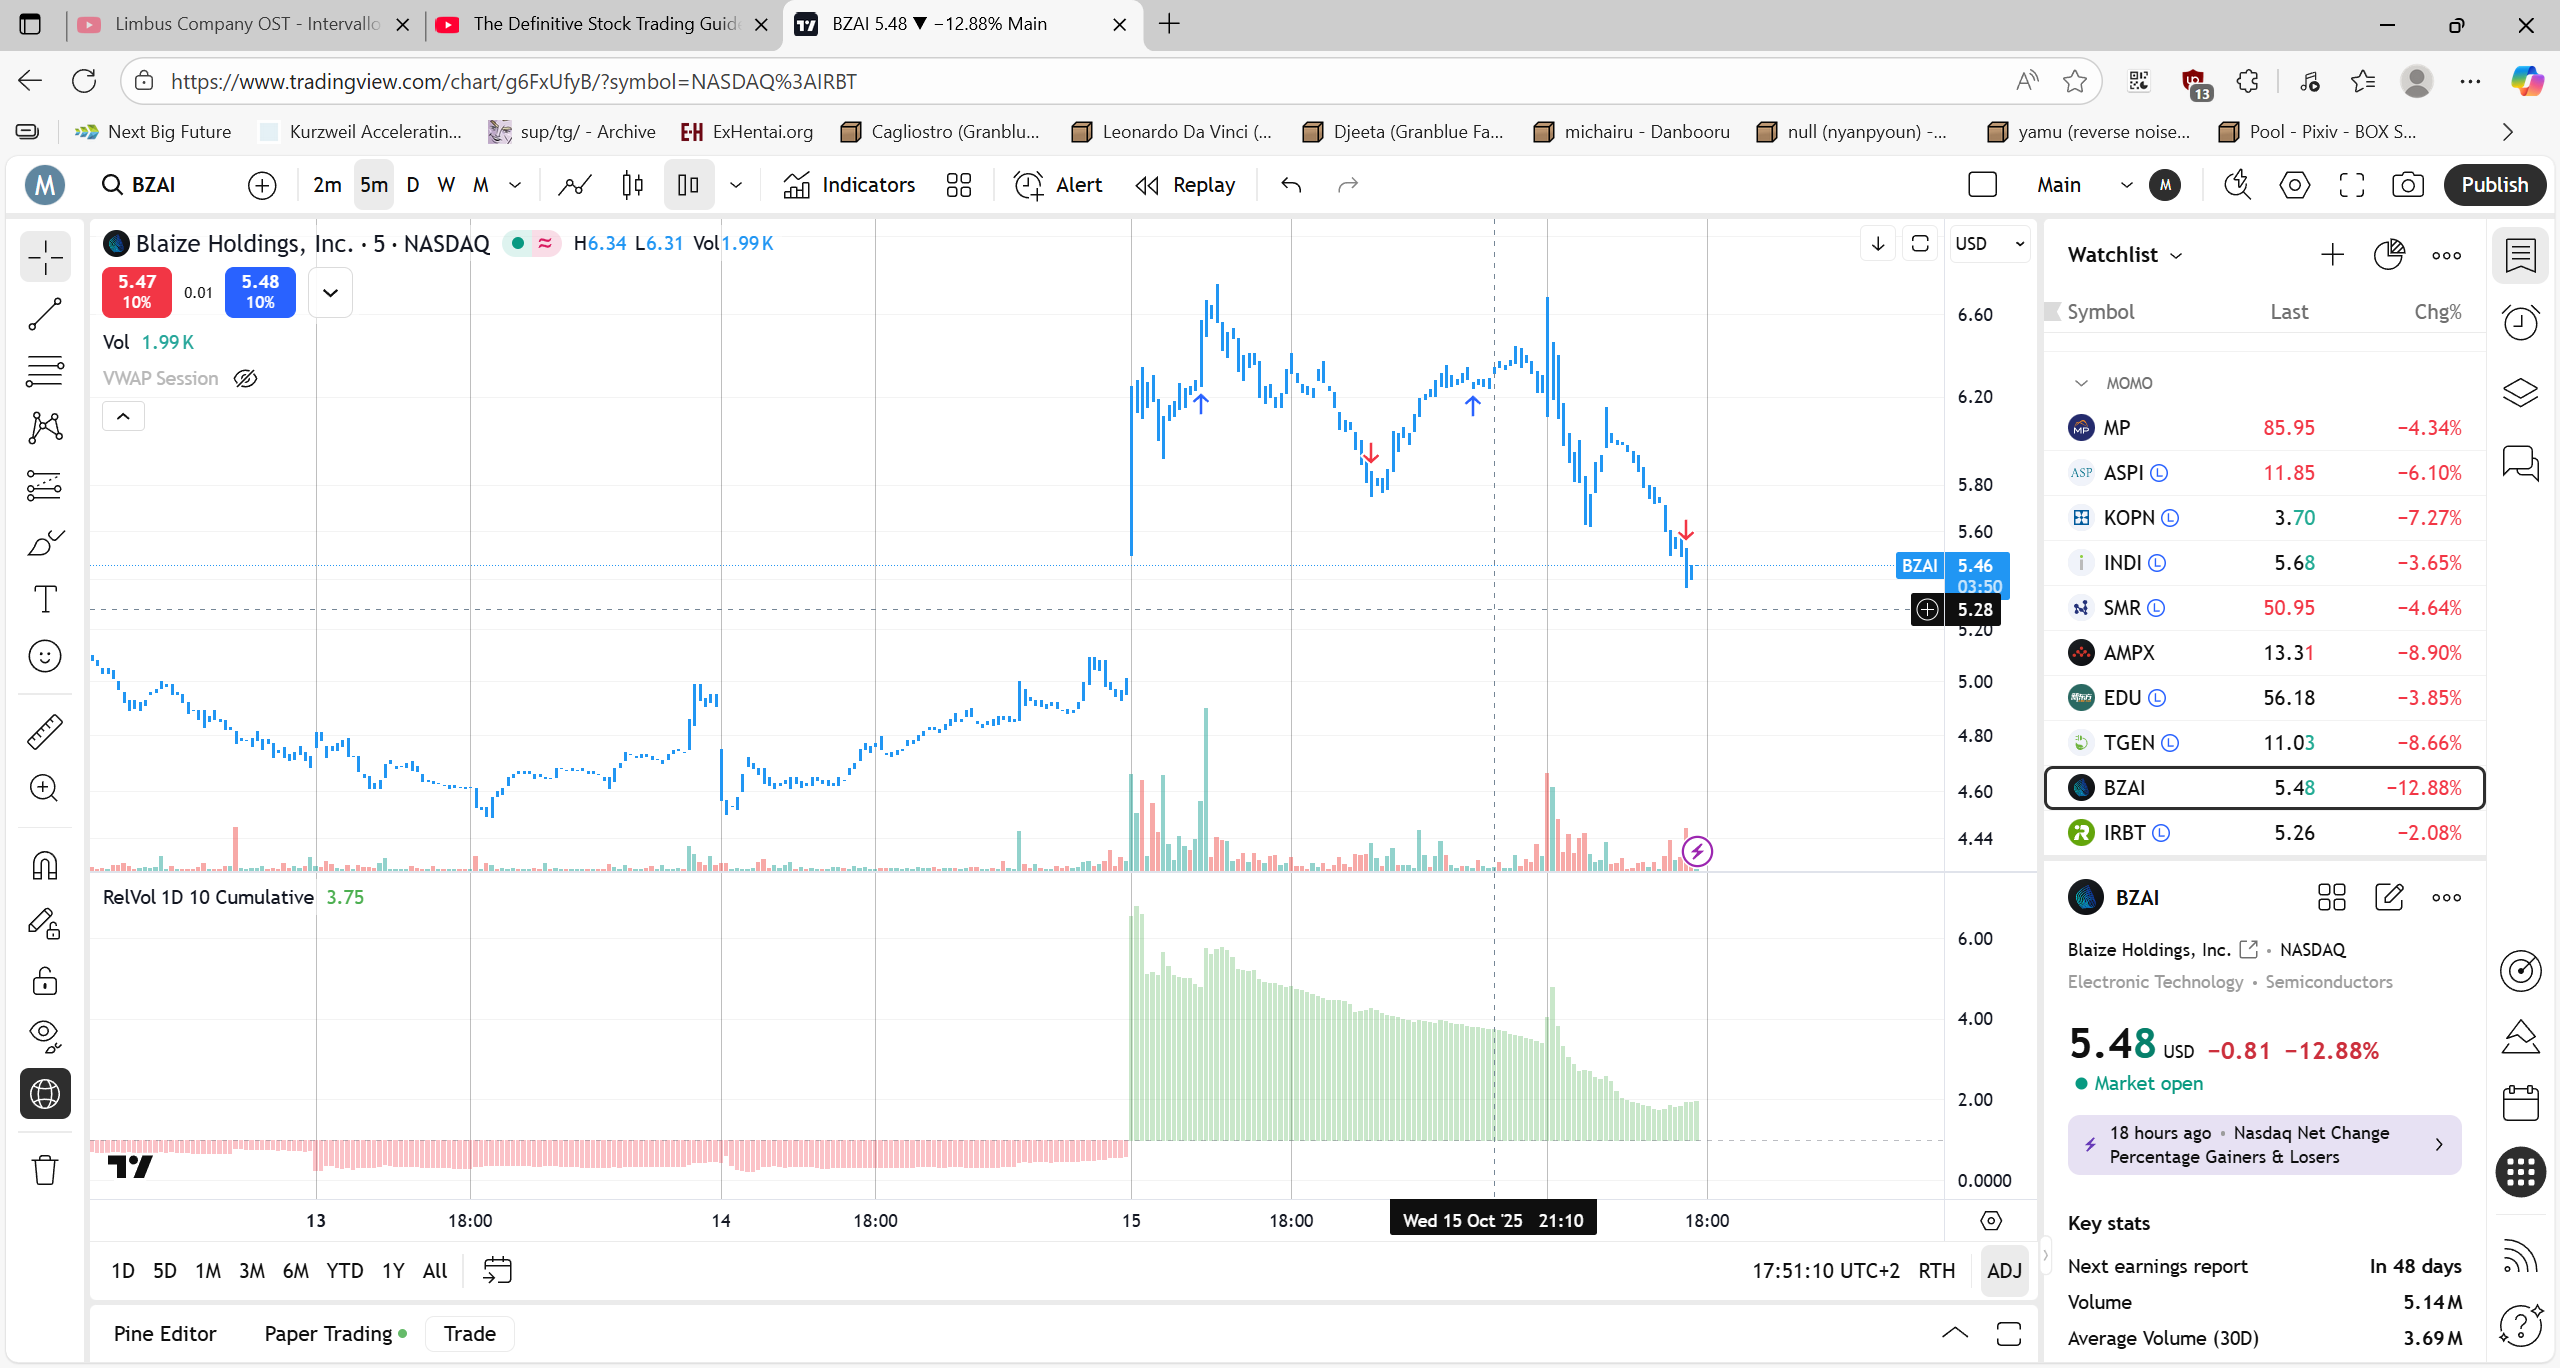 Limbus Company OST - Intervallo
The Definitive Stock Trading Guid
BZAI 5.48 ▼ −12.88% Main
https://www.tradingview.com/chart/g6FxUfyB/?symbol=NASDAQ%3AIRBT
13
Next Big Future
Kurzweil Acceleratin...
sup/tg/ - Archive
ExHentai.org
Cagliostro (Granblu...
Leonardo Da Vinci (...
Djeeta (Granblue Fa...
michairu - Danbooru
null (nyanpyoun) -...
yamu (reverse noise...
Pool - Pixiv - BOX S...
M BZAI 2m 5m D W M Indicators Alert Replay Main M Publish
Blaize Holdings, Inc. · 5 · NASDAQ H6.34 L6.31 Vol1.99 K
USD
5.47 10% 0.01 5.48 10%
Vol 1.99 K
VWAP Session
6.60
6.20
5.80
5.60
BZAI 5.46
03:50
5.28
5.20
5.00
4.80
4.60
4.44
RelVol 1D 10 Cumulative 3.75
6.00
4.00
2.00
0.0000
13 18:00 14 18:00 15 18:00 Wed 15 Oct '25 21:10 18:00
1D 5D 1M 3M 6M YTD 1Y All
17:51:10 UTC+2 RTH ADJ
Pine Editor Paper Trading Trade
Watchlist
Symbol Last Chg%
MOMO
MP 85.95 −4.34%
ASPI L 11.85 −6.10%
KOPN L 3.70 −7.27%
INDI L 5.68 −3.65%
SMR L 50.95 −4.64%
AMPX 13.31 −8.90%
EDU L 56.18 −3.85%
TGEN L 11.03 −8.66%
BZAI 5.48 −12.88%
IRBT L 5.26 −2.08%
BZAI
Blaize Holdings, Inc. • NASDAQ
Electronic Technology • Semiconductors
5.48 USD −0.81 −12.88%
Market open
18 hours ago • Nasdaq Net Change
Percentage Gainers & Losers
Key stats
Next earnings report In 48 days
Volume 5.14 M
Average Volume (30D) 3.69 M